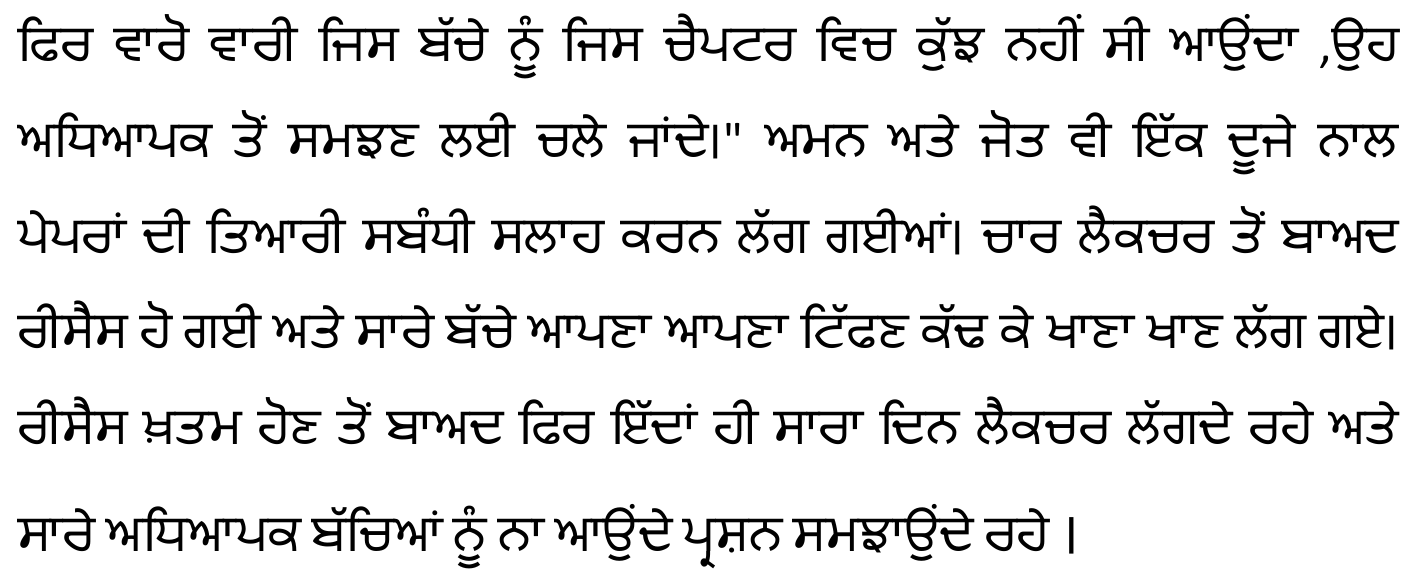 ਫਿਰ ਵਾਰੋ ਵਾਰੀ ਜਿਸ ਬੱਚੇ ਨੂੰ ਜਿਸ ਚੈਪਟਰ ਵਿਚ ਕੁੱਝ ਨਹੀਂ ਸੀ ਆਉਂਦਾ ,ਉਹ
ਅਧਿਆਪਕ ਤੋਂ ਸਮਝਣ ਲਈ ਚਲੇ ਜਾਂਦੇ।" ਅਮਨ ਅਤੇ ਜੋਤ ਵੀ ਇੱਕ ਦੂਜੇ ਨਾਲ
ਪੇਪਰਾਂ ਦੀ ਤਿਆਰੀ ਸਬੰਧੀ ਸਲਾਹ ਕਰਨ ਲੱਗ ਗਈਆਂ। ਚਾਰ ਲੈਕਚਰ ਤੋਂ ਬਾਅਦ
ਰੀਸੈਸ ਹੋ ਗਈ ਅਤੇ ਸਾਰੇ ਬੱਚੇ ਆਪਣਾ ਆਪਣਾ ਟਿੱਫਣ ਕੱਢ ਕੇ ਖਾਣਾ ਖਾਣ ਲੱਗ ਗਏ।
ਰੀਸੈਸ ਖ਼ਤਮ ਹੋਣ ਤੋਂ ਬਾਅਦ ਫਿਰ ਇੱਦਾਂ ਹੀ ਸਾਰਾ ਦਿਨ ਲੈਕਚਰ ਲੱਗਦੇ ਰਹੇ ਅਤੇ
ਸਾਰੇ ਅਧਿਆਪਕ ਬੱਚਿਆਂ ਨੂੰ ਨਾ ਆਉਂਦੇ ਪ੍ਰਸ਼ਨ ਸਮਝਾਉਂਦੇ ਰਹੇ ।